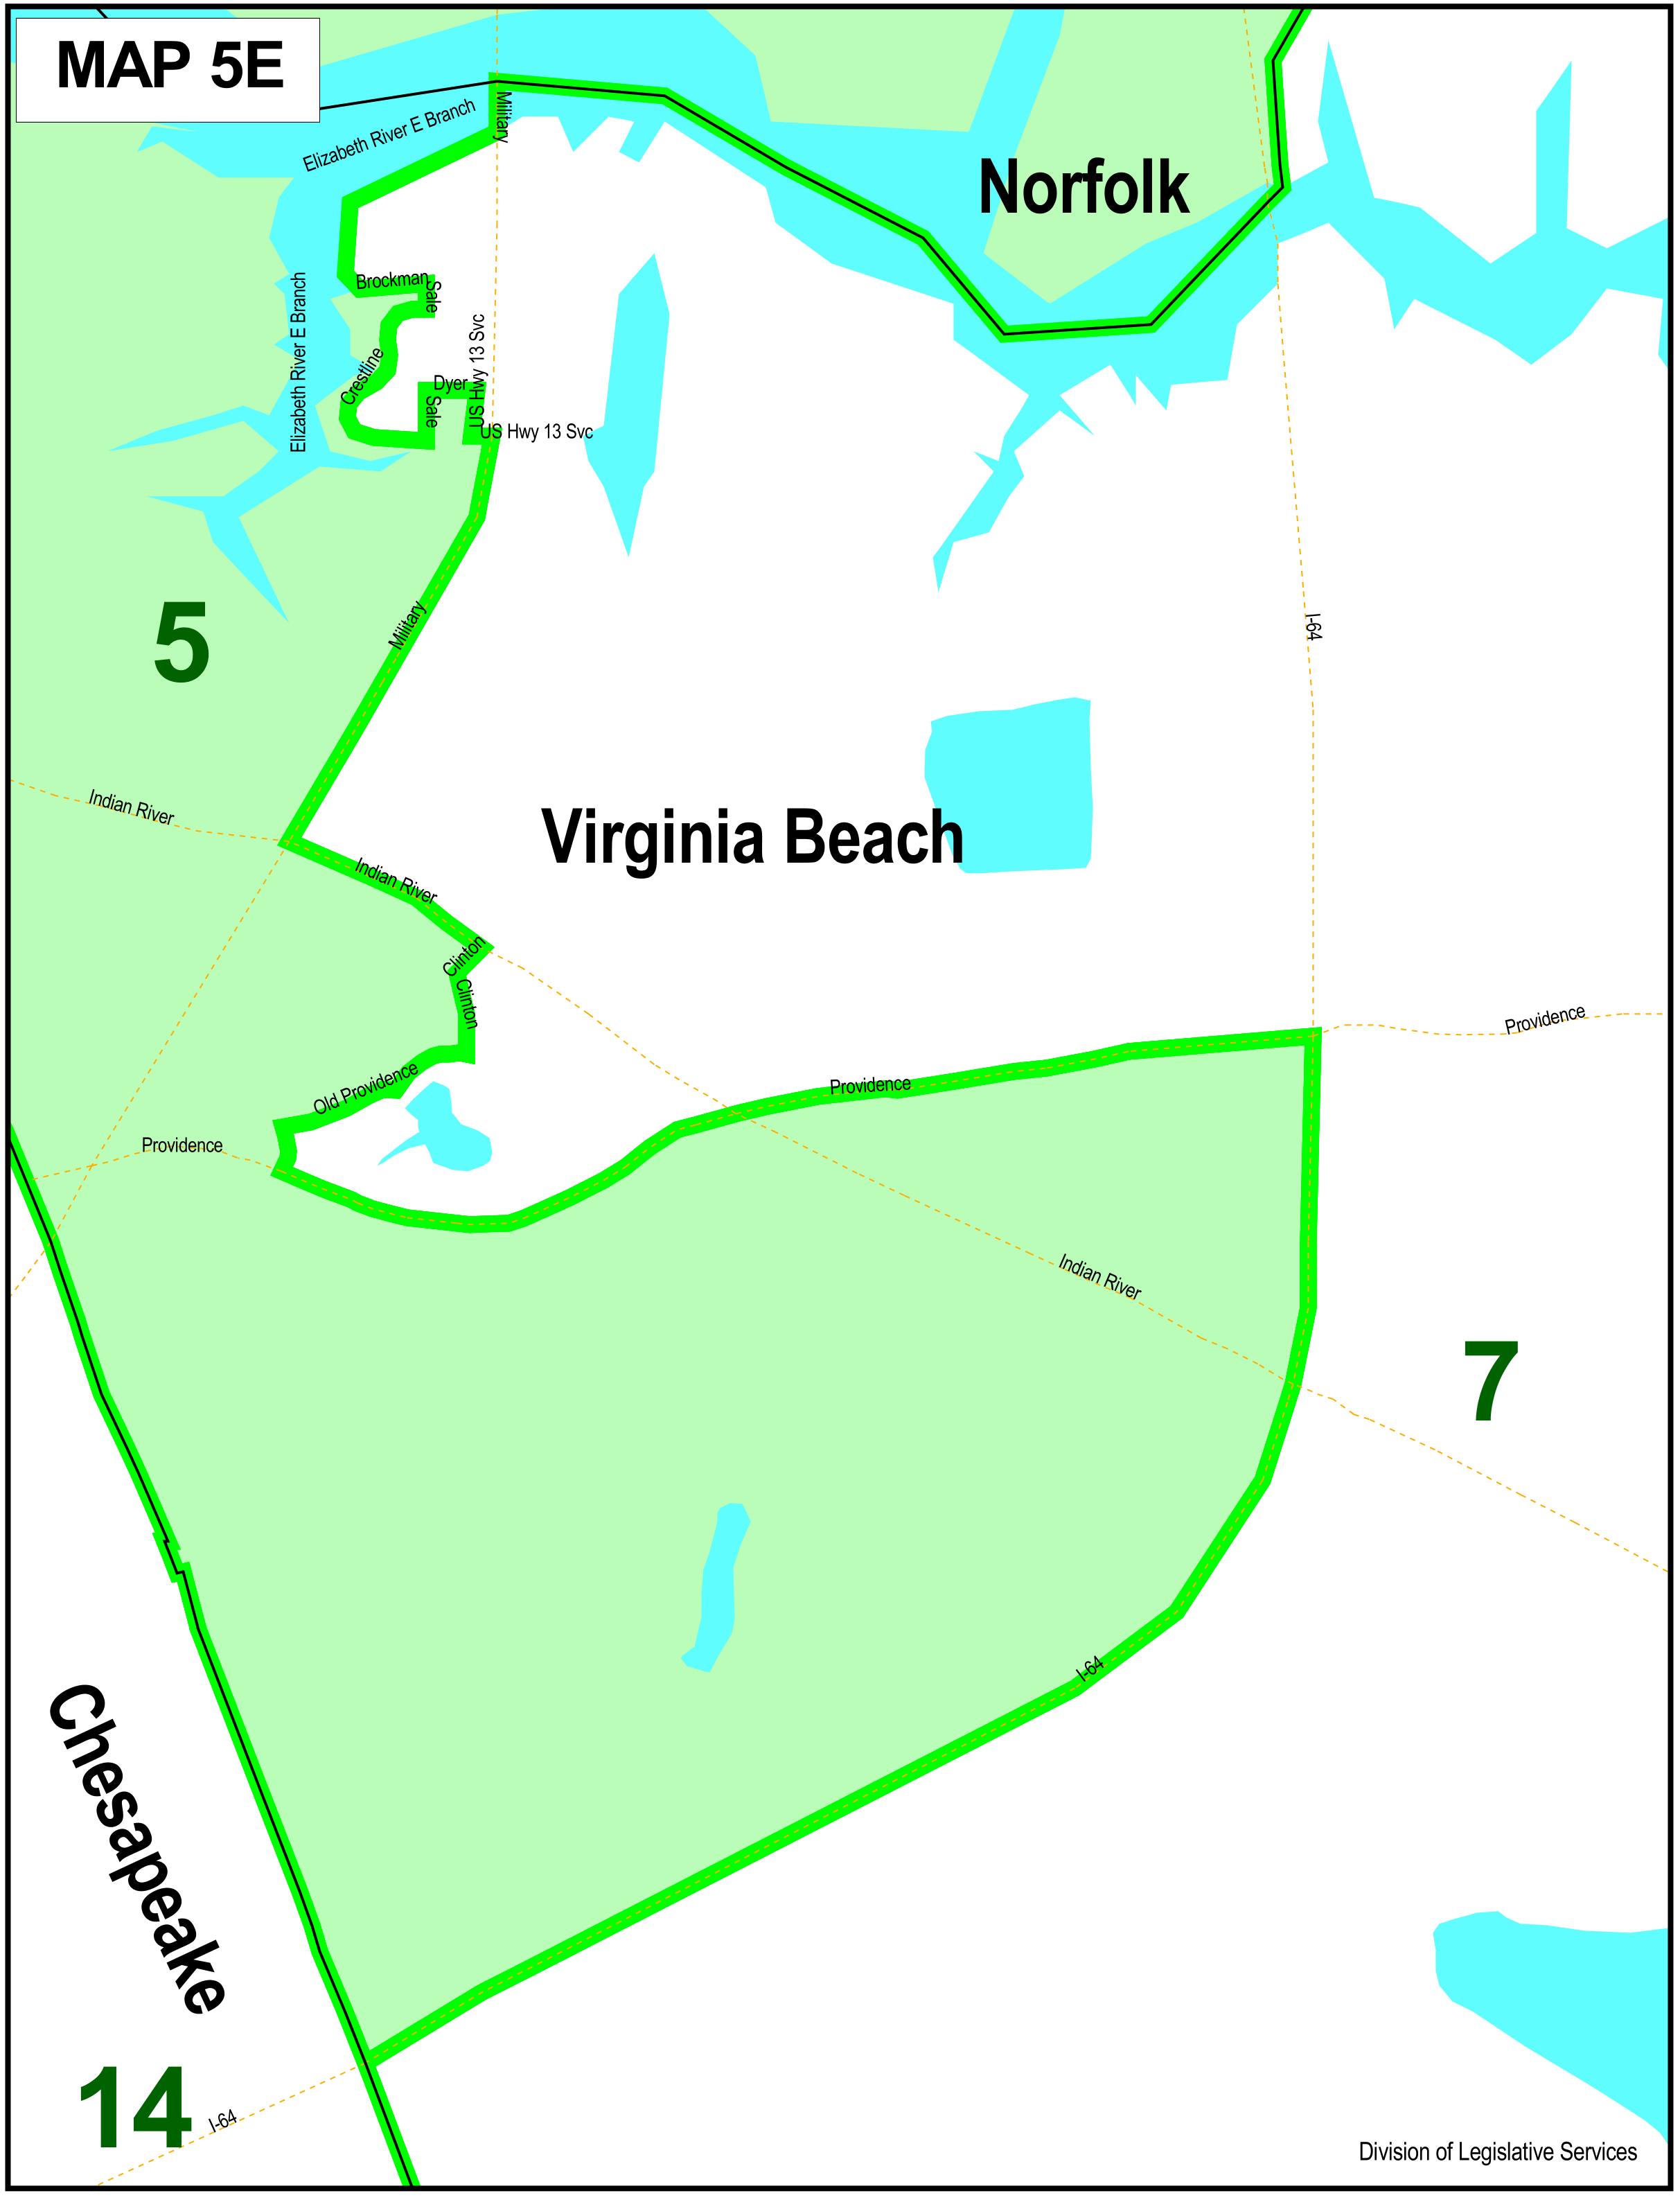 MAP 5E
Military
Elizabeth River E Branch
Norfolk
Brockman
Sale
Elizabeth River E Branch
US Hwy 13 Svc
Crestline
Dyer
Sale
US Hwy 13 Svc
5
Military
I-64
Indian River
Virginia Beach
Indian River
Clinton
Clinton
Providence
Old Providence
Providence
Providence
Indian River
7
I-64
Chesapeake
14
I-64
Division of Legislative Services